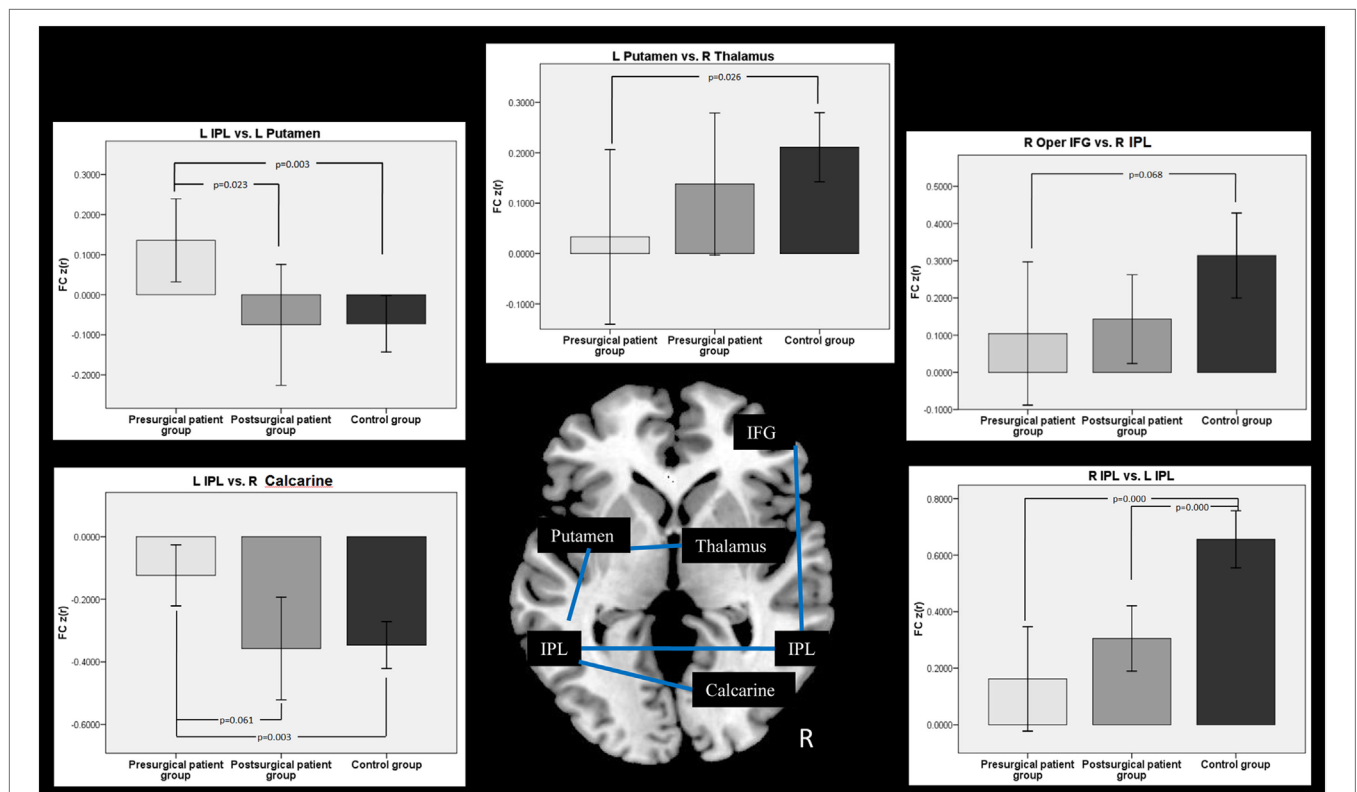 L Putamen vs. R Thalamus
p=0.026
0.3000
0.2000
0.1000
0.0000
-0.1000
FC z(r)
Presurgical patient group
Presurgical patient group
Control group
L IPL vs. L Putamen
p=0.003
p=0.023
0.3000
0.2000
0.1000
0.0000
-0.1000
-0.2000
FC z(r)
Presurgical patient group
Postsurgical patient group
Control group
R Oper IFG vs. R IPL
p=0.068
0.5000
0.4000
0.3000
0.2000
0.1000
0.0000
-0.1000
FC z(r)
Presurgical patient group
Postsurgical patient group
Control group
IFG
Putamen
Thalamus
IPL
IPL
Calcarine
R
L IPL vs. R Calcarine
0.0000
-0.2000
-0.4000
-0.6000
FC z(r)
p=0.061
p=0.003
Presurgical patient group
Postsurgical patient group
Control group
R IPL vs. L IPL
p=0.000
p=0.000
0.8000
0.6000
0.4000
0.2000
0.0000
FC z(r)
Presurgical patient group
Postsurgical patient group
Control group